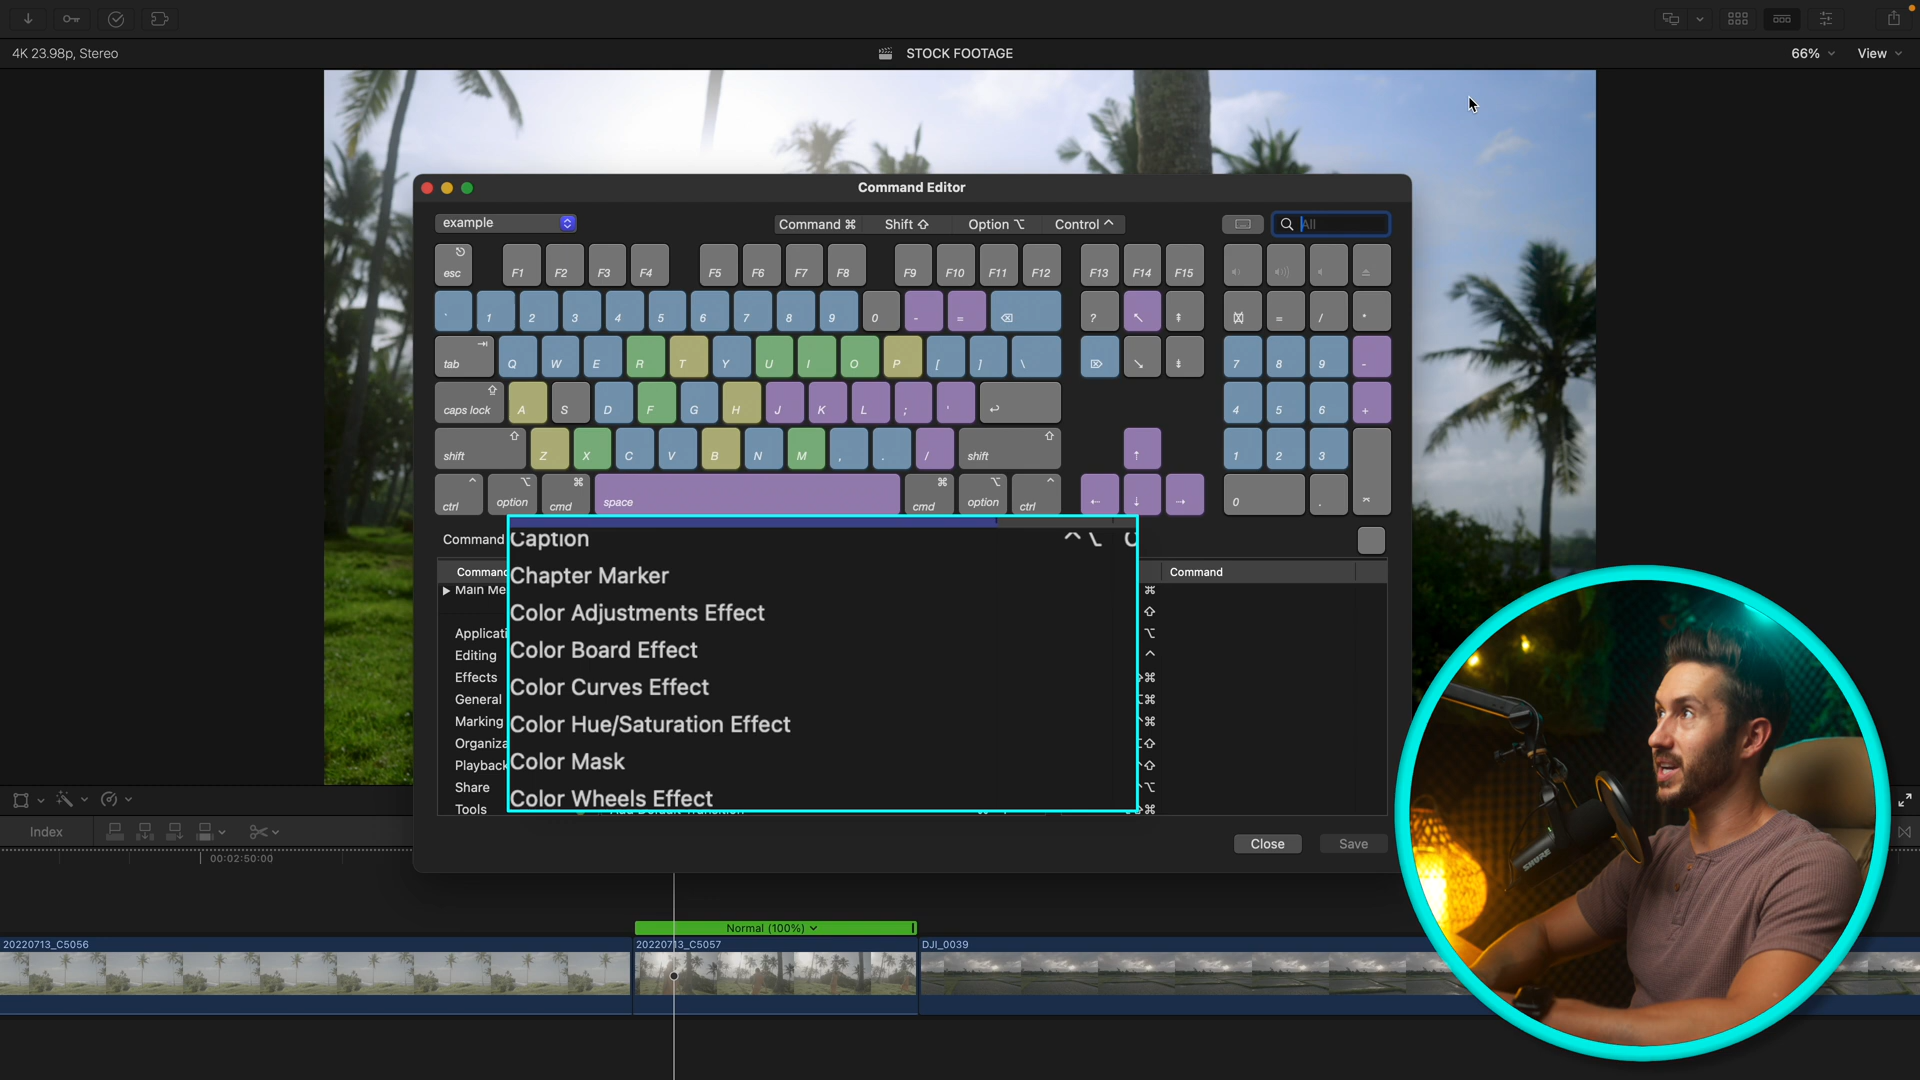 4K 23.98p, Stereo
STOCK FOOTAGE
66%
View
Command Editor
example
Command ⌘
Shift ⇧
Option ⌥
Control ^
All
esc
F1
F2
F3
F4
F5
F6
F7
F8
F9
F10
F11
F12
F13
F14
F15
`
1
2
3
4
5
6
7
8
9
0
-
=
?
=
/
*
tab
Q
W
E
R
T
Y
U
I
O
P
[
]
\
7
8
9
-
caps lock
A
S
D
F
G
H
J
K
L
;
'
4
5
6
+
shift
Z
X
C
V
B
N
M
,
.
/
shift
1
2
3
ctrl
option
cmd
space
cmd
option
ctrl
0
.
Command
Caption
Chapter Marker
Color Adjustments Effect
Color Board Effect
Color Curves Effect
Color Hue/Saturation Effect
Color Mask
Color Wheels Effect
Command
Editing
Effects
General
Marking
Share
Tools
Close
Save
Index
00:02:50:00
Normal (100%)
20220713_C5056
20220713_C5057
DJI_0039
SHURE